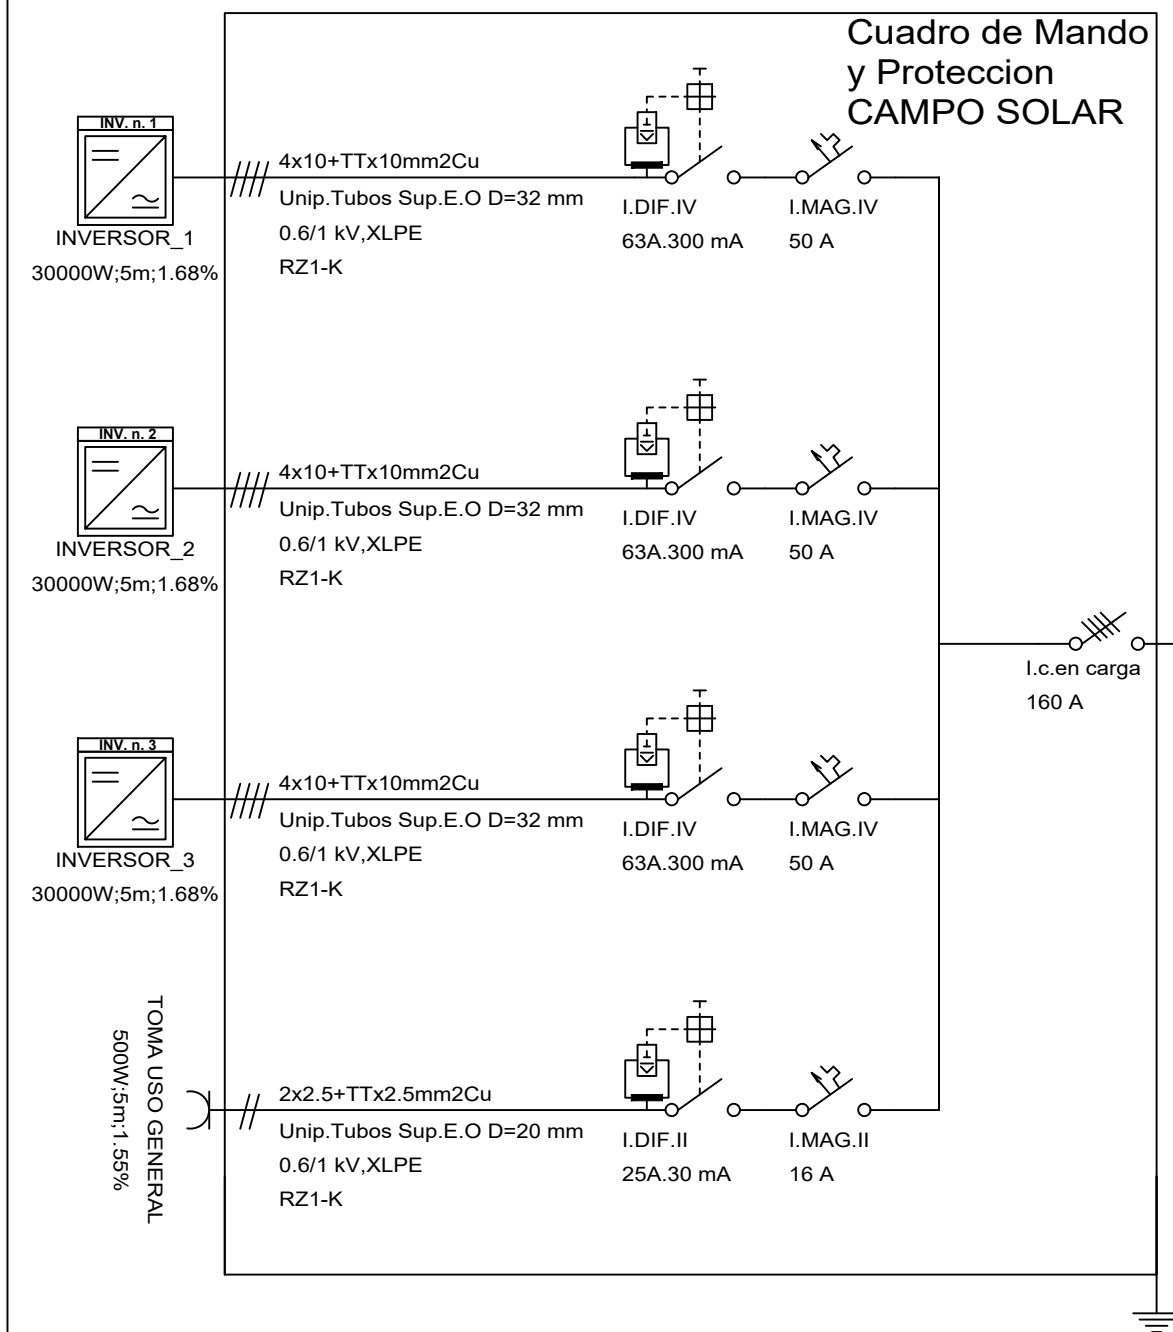 Cuadro de Mando
y Proteccion
CAMPO SOLAR
INV. n. 1
INVERSOR_1
30000W;5m;1.68%
4x10+TTx10mm2Cu
Unip.Tubos Sup.E.O D=32 mm
0.6/1 kV,XLPE
RZ1-K
I.DIF.IV
63A.300 mA
I.MAG.IV
50 A
INV. n. 2
INVERSOR_2
30000W;5m;1.68%
4x10+TTx10mm2Cu
Unip.Tubos Sup.E.O D=32 mm
0.6/1 kV,XLPE
RZ1-K
I.DIF.IV
63A.300 mA
I.MAG.IV
50 A
I.c.en carga
160 A
INV. n. 3
INVERSOR_3
30000W;5m;1.68%
4x10+TTx10mm2Cu
Unip.Tubos Sup.E.O D=32 mm
0.6/1 kV,XLPE
RZ1-K
I.DIF.IV
63A.300 mA
I.MAG.IV
50 A
TOMA USO GENERAL
500W;5m;1.55%
2x2.5+TTx2.5mm2Cu
Unip.Tubos Sup.E.O D=20 mm
0.6/1 kV,XLPE
RZ1-K
I.DIF.II
25A.30 mA
I.MAG.II
16 A